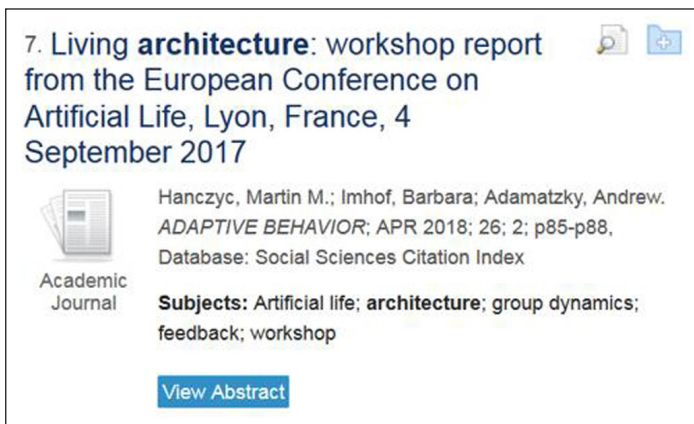 7. Living architecture: workshop report
from the European Conference on
Artificial Life, Lyon, France, 4
September 2017
Hanczyc, Martin M.; Imhof, Barbara; Adamatzky, Andrew.
ADAPTIVE BEHAVIOR; APR 2018; 26; 2; p85-p88,
Database: Social Sciences Citation Index
Academic
Journal
Subjects: Artificial life; architecture; group dynamics;
feedback; workshop
View Abstract